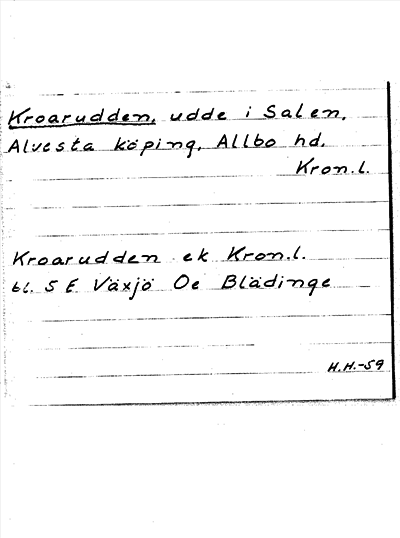 Kroarudden, udde i Salen,
Alvesta köping, Allbo hd.
Kron.l.
Kroarudden ek Kron.l.
bl. 5 E Växjö Oe Blädinge
H.H.-59